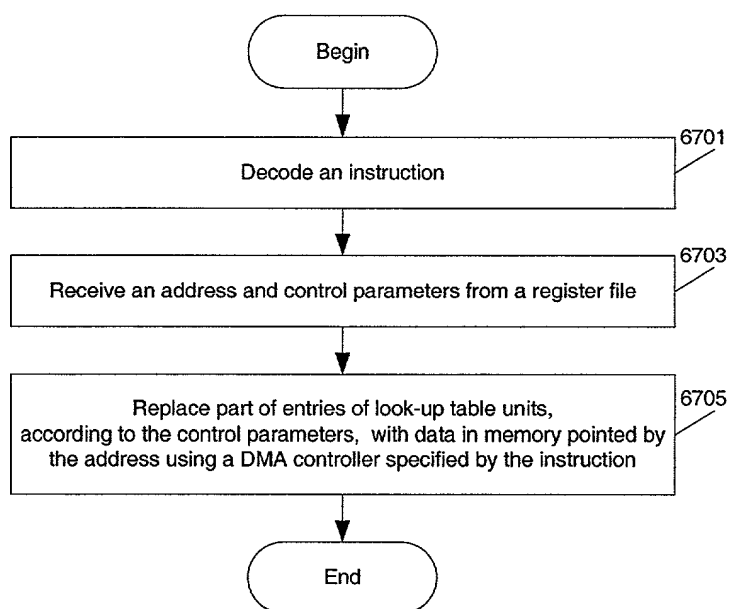 Begin
6701
Decode an instruction
6703
Receive an address and control parameters from a register file
6705
Replace part of entries of look-up table units,
according to the control parameters, with data in memory pointed by
the address using a DMA controller specified by the instruction
End